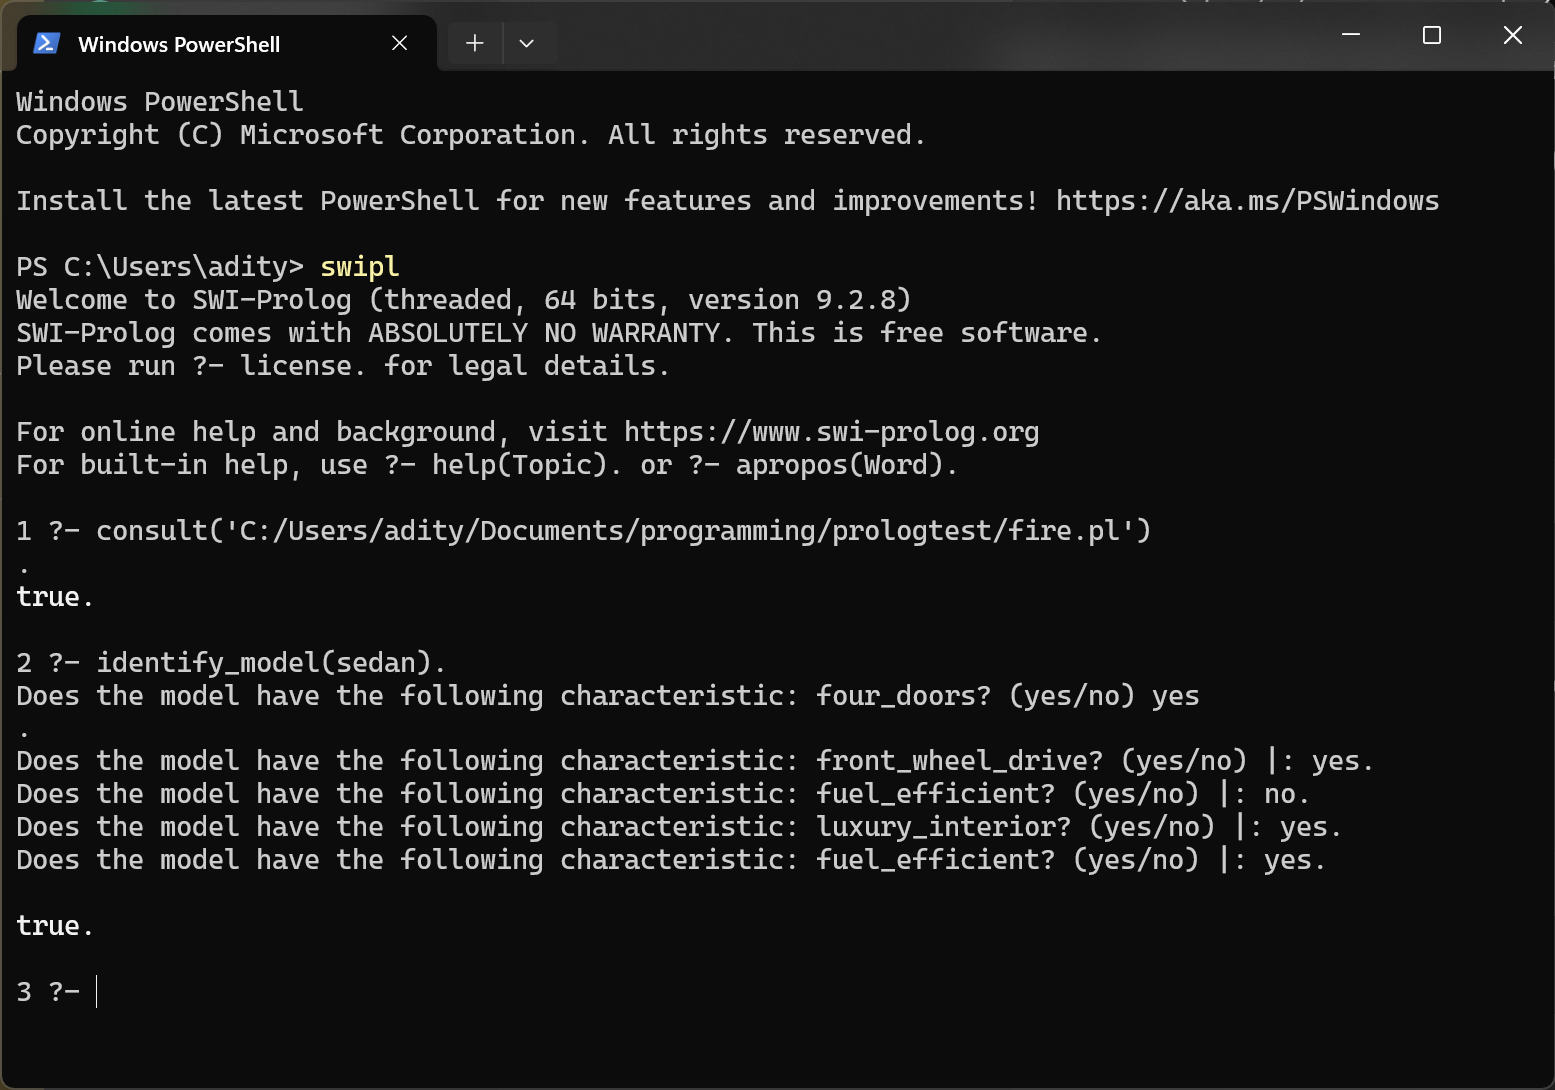 Windows PowerShell
Windows PowerShell
Copyright (C) Microsoft Corporation. All rights reserved.
Install the latest PowerShell for new features and improvements! https://aka.ms/PSWindows
PS C:\Users\adity> swipl
Welcome to SWI-Prolog (threaded, 64 bits, version 9.2.8)
SWI-Prolog comes with ABSOLUTELY NO WARRANTY. This is free software.
Please run ?- license. for legal details.
For online help and background, visit https://www.swi-prolog.org
For built-in help, use ?- help(Topic). or ?- apropos(Word).
1 ?- consult('C:/Users/adity/Documents/programming/prologtest/fire.pl')
.
true.
2 ?- identify_model(sedan).
Does the model have the following characteristic: four_doors? (yes/no) yes
.
Does the model have the following characteristic: front_wheel_drive? (yes/no) |: yes.
Does the model have the following characteristic: fuel_efficient? (yes/no) |: no.
Does the model have the following characteristic: luxury_interior? (yes/no) |: yes.
Does the model have the following characteristic: fuel_efficient? (yes/no) |: yes.
true.
3 ?-